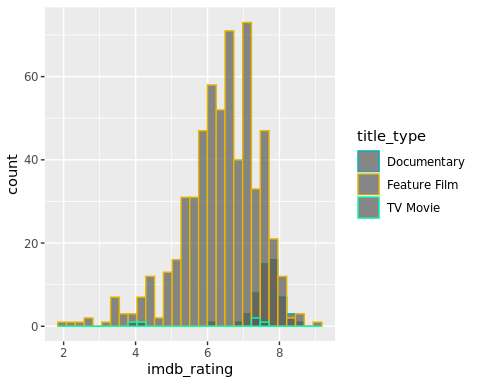 60
40
20
0
count
2 4 6 8
imdb_rating
title_type
Documentary
Feature Film
TV Movie